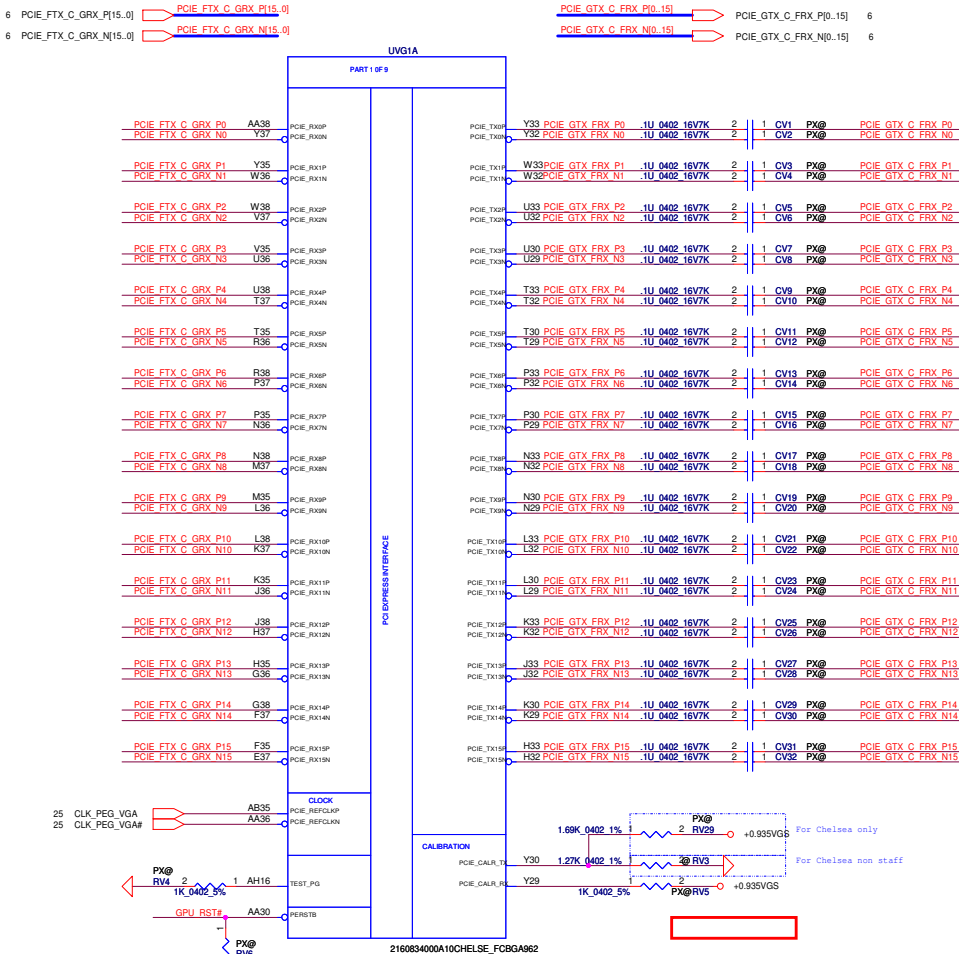 6 PCIE_FTX_C_GRX_P[15..0] PCIE_FTX_C_GRX_P[15..0] PCIE_GTX_C_FRX_P[0..15] PCIE_GTX_C_FRX_P[0..15] 6
6 PCIE_FTX_C_GRX_N[15..0] PCIE_FTX_C_GRX_N[15..0] PCIE_GTX_C_FRX_N[0..15] PCIE_GTX_C_FRX_N[0..15] 6
UVG1A
PART 1 OF 9
PCIE_FTX_C_GRX_P0 AA38 PCIE_RX0P PCIE_TX0P Y33 PCIE_GTX_FRX_P0 .1U_0402_16V7K 2 1 CV1 PX@ PCIE_GTX_C_FRX_P0
PCIE_FTX_C_GRX_N0 Y37 PCIE_RX0N PCIE_TX0N Y32 PCIE_GTX_FRX_N0 .1U_0402_16V7K 2 1 CV2 PX@ PCIE_GTX_C_FRX_N0
PCIE_FTX_C_GRX_P1 Y35 PCIE_RX1P PCIE_TX1P W33 PCIE_GTX_FRX_P1 .1U_0402_16V7K 2 1 CV3 PX@ PCIE_GTX_C_FRX_P1
PCIE_FTX_C_GRX_N1 W36 PCIE_RX1N PCIE_TX1N W32 PCIE_GTX_FRX_N1 .1U_0402_16V7K 2 1 CV4 PX@ PCIE_GTX_C_FRX_N1
PCIE_FTX_C_GRX_P2 W38 PCIE_RX2P PCIE_TX2P U33 PCIE_GTX_FRX_P2 .1U_0402_16V7K 2 1 CV5 PX@ PCIE_GTX_C_FRX_P2
PCIE_FTX_C_GRX_N2 V37 PCIE_RX2N PCIE_TX2N U32 PCIE_GTX_FRX_N2 .1U_0402_16V7K 2 1 CV6 PX@ PCIE_GTX_C_FRX_N2
PCIE_FTX_C_GRX_P3 V35 PCIE_RX3P PCIE_TX3P U30 PCIE_GTX_FRX_P3 .1U_0402_16V7K 2 1 CV7 PX@ PCIE_GTX_C_FRX_P3
PCIE_FTX_C_GRX_N3 U36 PCIE_RX3N PCIE_TX3N U29 PCIE_GTX_FRX_N3 .1U_0402_16V7K 2 1 CV8 PX@ PCIE_GTX_C_FRX_N3
PCIE_FTX_C_GRX_P4 U38 PCIE_RX4P PCIE_TX4P T33 PCIE_GTX_FRX_P4 .1U_0402_16V7K 2 1 CV9 PX@ PCIE_GTX_C_FRX_P4
PCIE_FTX_C_GRX_N4 T37 PCIE_RX4N PCIE_TX4N T32 PCIE_GTX_FRX_N4 .1U_0402_16V7K 2 1 CV10 PX@ PCIE_GTX_C_FRX_N4
PCIE_FTX_C_GRX_P5 T35 PCIE_RX5P PCIE_TX5P T30 PCIE_GTX_FRX_P5 .1U_0402_16V7K 2 1 CV11 PX@ PCIE_GTX_C_FRX_P5
PCIE_FTX_C_GRX_N5 R36 PCIE_RX5N PCIE_TX5N T29 PCIE_GTX_FRX_N5 .1U_0402_16V7K 2 1 CV12 PX@ PCIE_GTX_C_FRX_N5
PCIE_FTX_C_GRX_P6 R38 PCIE_RX6P PCIE_TX6P P33 PCIE_GTX_FRX_P6 .1U_0402_16V7K 2 1 CV13 PX@ PCIE_GTX_C_FRX_P6
PCIE_FTX_C_GRX_N6 P37 PCIE_RX6N PCIE_TX6N P32 PCIE_GTX_FRX_N6 .1U_0402_16V7K 2 1 CV14 PX@ PCIE_GTX_C_FRX_N6
PCIE_FTX_C_GRX_P7 P35 PCIE_RX7P PCIE_TX7P P30 PCIE_GTX_FRX_P7 .1U_0402_16V7K 2 1 CV15 PX@ PCIE_GTX_C_FRX_P7
PCIE_FTX_C_GRX_N7 N36 PCIE_RX7N PCIE_TX7N P29 PCIE_GTX_FRX_N7 .1U_0402_16V7K 2 1 CV16 PX@ PCIE_GTX_C_FRX_N7
PCIE_FTX_C_GRX_P8 N38 PCIE_RX8P PCIE_TX8P N33 PCIE_GTX_FRX_P8 .1U_0402_16V7K 2 1 CV17 PX@ PCIE_GTX_C_FRX_P8
PCIE_FTX_C_GRX_N8 M37 PCIE_RX8N PCIE_TX8N N32 PCIE_GTX_FRX_N8 .1U_0402_16V7K 2 1 CV18 PX@ PCIE_GTX_C_FRX_N8
PCIE_FTX_C_GRX_P9 M35 PCIE_RX9P PCIE_TX9P N30 PCIE_GTX_FRX_P9 .1U_0402_16V7K 2 1 CV19 PX@ PCIE_GTX_C_FRX_P9
PCIE_FTX_C_GRX_N9 L36 PCIE_RX9N PCIE_TX9N N29 PCIE_GTX_FRX_N9 .1U_0402_16V7K 2 1 CV20 PX@ PCIE_GTX_C_FRX_N9
PCIE_FTX_C_GRX_P10 L38 PCIE_RX10P PCIE_TX10P L33 PCIE_GTX_FRX_P10 .1U_0402_16V7K 2 1 CV21 PX@ PCIE_GTX_C_FRX_P10
PCIE_FTX_C_GRX_N10 K37 PCIE_RX10N PCIE_TX10N L32 PCIE_GTX_FRX_N10 .1U_0402_16V7K 2 1 CV22 PX@ PCIE_GTX_C_FRX_N10
PCI EXPRESS INTERFACE
PCIE_FTX_C_GRX_P11 K35 PCIE_RX11P PCIE_TX11P L30 PCIE_GTX_FRX_P11 .1U_0402_16V7K 2 1 CV23 PX@ PCIE_GTX_C_FRX_P11
PCIE_FTX_C_GRX_N11 J36 PCIE_RX11N PCIE_TX11N L29 PCIE_GTX_FRX_N11 .1U_0402_16V7K 2 1 CV24 PX@ PCIE_GTX_C_FRX_N11
PCIE_FTX_C_GRX_P12 J38 PCIE_RX12P PCIE_TX12P K33 PCIE_GTX_FRX_P12 .1U_0402_16V7K 2 1 CV25 PX@ PCIE_GTX_C_FRX_P12
PCIE_FTX_C_GRX_N12 H37 PCIE_RX12N PCIE_TX12N K32 PCIE_GTX_FRX_N12 .1U_0402_16V7K 2 1 CV26 PX@ PCIE_GTX_C_FRX_N12
PCIE_FTX_C_GRX_P13 H35 PCIE_RX13P PCIE_TX13P J33 PCIE_GTX_FRX_P13 .1U_0402_16V7K 2 1 CV27 PX@ PCIE_GTX_C_FRX_P13
PCIE_FTX_C_GRX_N13 G36 PCIE_RX13N PCIE_TX13N J32 PCIE_GTX_FRX_N13 .1U_0402_16V7K 2 1 CV28 PX@ PCIE_GTX_C_FRX_N13
PCIE_FTX_C_GRX_P14 G38 PCIE_RX14P PCIE_TX14P K30 PCIE_GTX_FRX_P14 .1U_0402_16V7K 2 1 CV29 PX@ PCIE_GTX_C_FRX_P14
PCIE_FTX_C_GRX_N14 F37 PCIE_RX14N PCIE_TX14N K29 PCIE_GTX_FRX_N14 .1U_0402_16V7K 2 1 CV30 PX@ PCIE_GTX_C_FRX_N14
PCIE_FTX_C_GRX_P15 F35 PCIE_RX15P PCIE_TX15P H33 PCIE_GTX_FRX_P15 .1U_0402_16V7K 2 1 CV31 PX@ PCIE_GTX_C_FRX_P15
PCIE_FTX_C_GRX_N15 E37 PCIE_RX15N PCIE_TX15N H32 PCIE_GTX_FRX_N15 .1U_0402_16V7K 2 1 CV32 PX@ PCIE_GTX_C_FRX_N15
CLOCK
25 CLK_PEG_VGA AB35 PCIE_REFCLKP
25 CLK_PEG_VGA# AA36 PCIE_REFCLKN
PX@
1.69K_0402_1% 1 2 RV29 +0.935VGS For Chelsea only
CALIBRATION
PCIE_CALR_TX Y30 1.27K_0402_1% 1 2 @ RV3 For Chelsea non staff
PX@
RV4 2 1 AH16 TEST_PG PCIE_CALR_RX Y29 1 2 +0.935VGS
1K_0402_5% 1K_0402_5% PX@ RV5
GPU_RST# AA30 PERSTB
1
PX@
RV6
2160834000A10CHELSE_FCBGA962